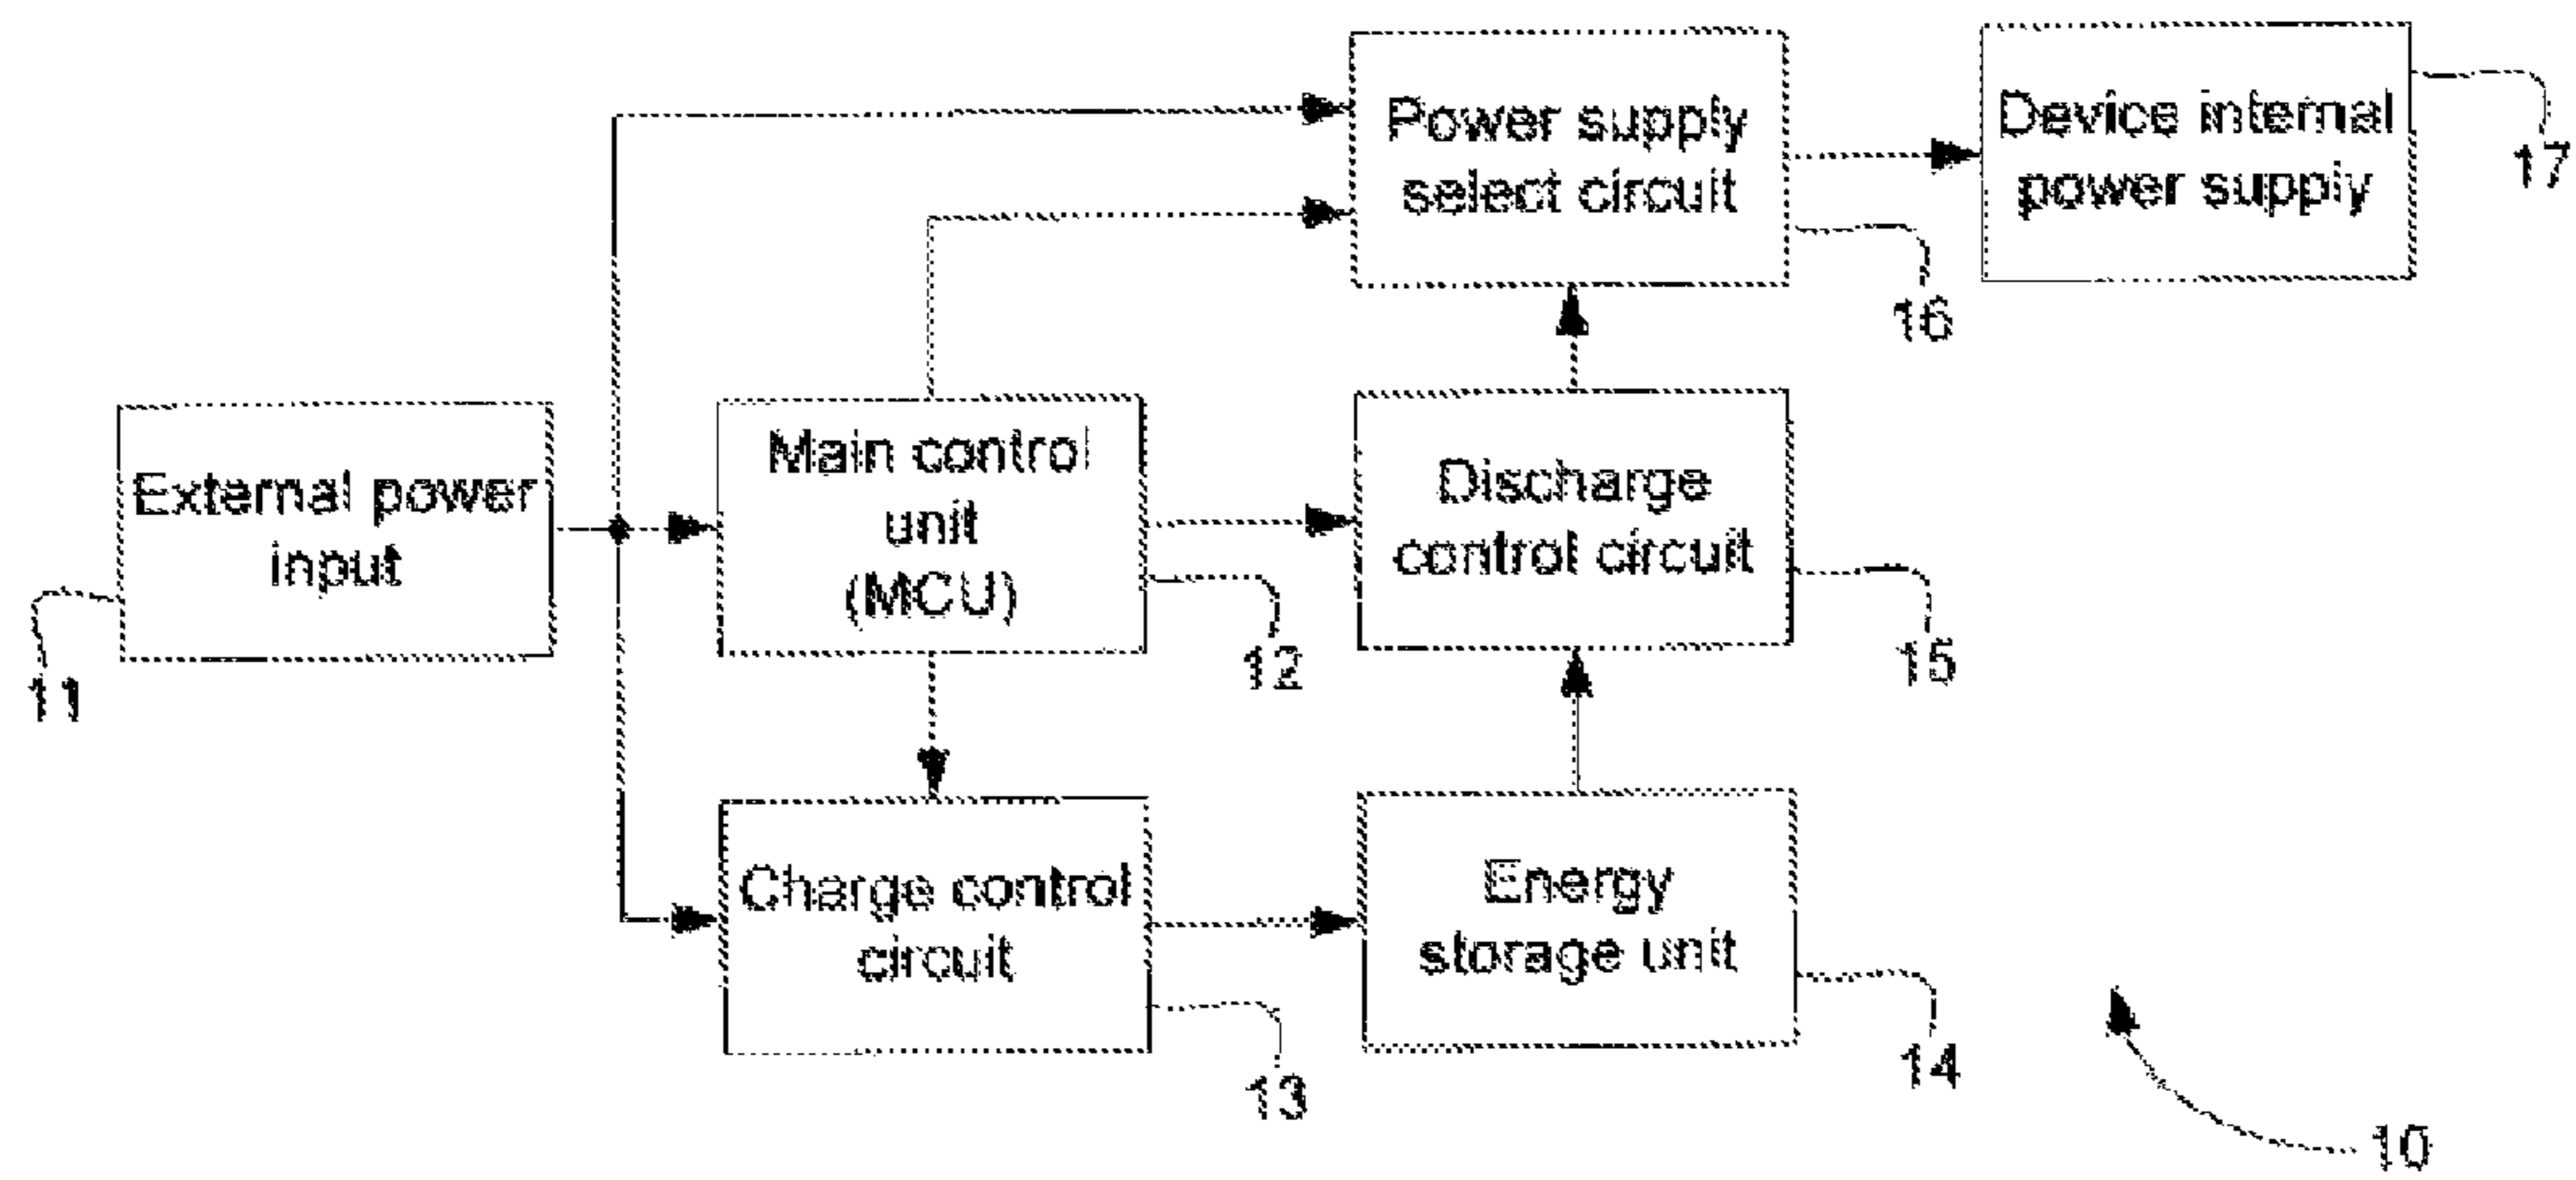 Power supply
select circuit
16
Device internal
power supply
17
External power
input
11
Main control
unit
(MCU)
12
Discharge
control circuit
15
Charge control
circuit
13
Energy
storage unit
14
10